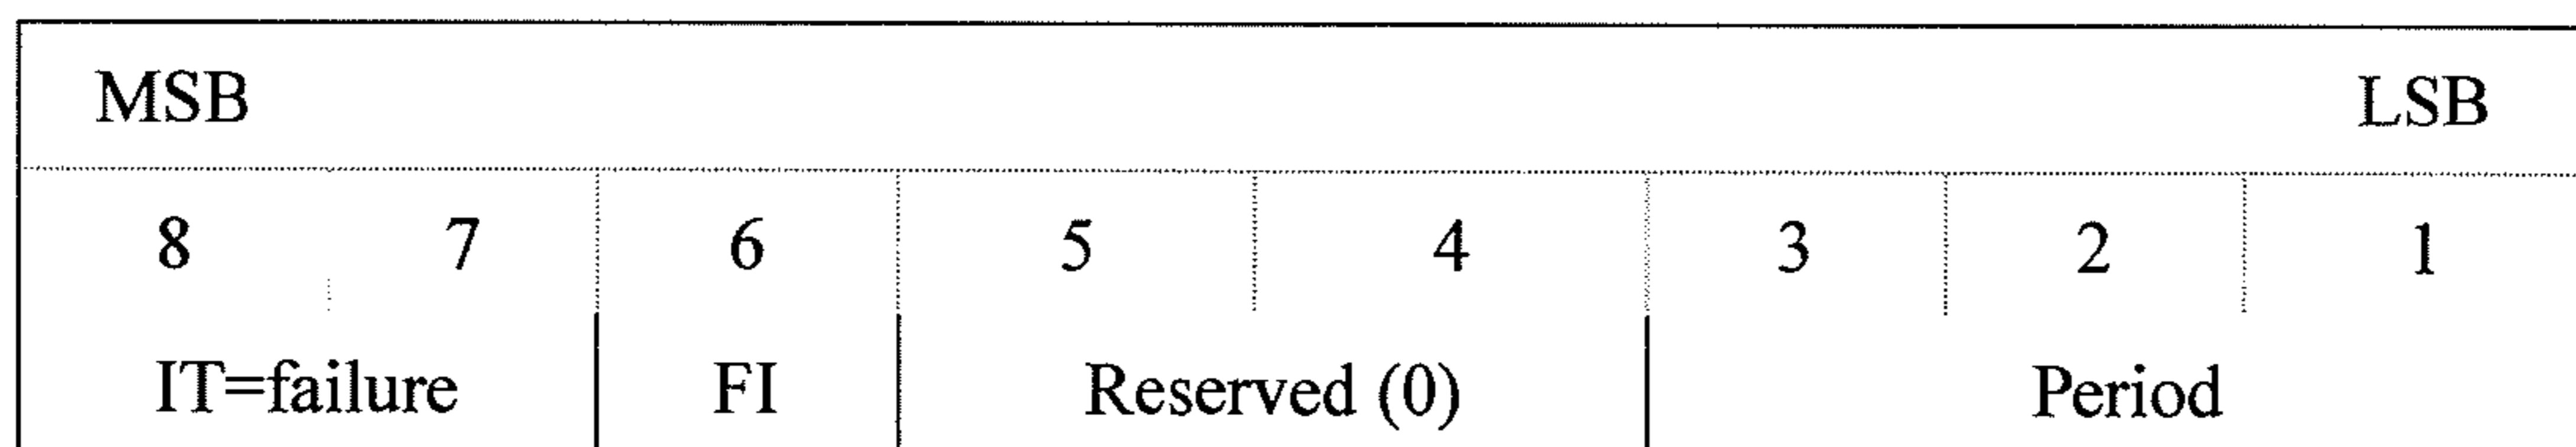 MSB LSB
8 7 6 5 4 3 2 1
IT=failure FI Reserved (0) Period